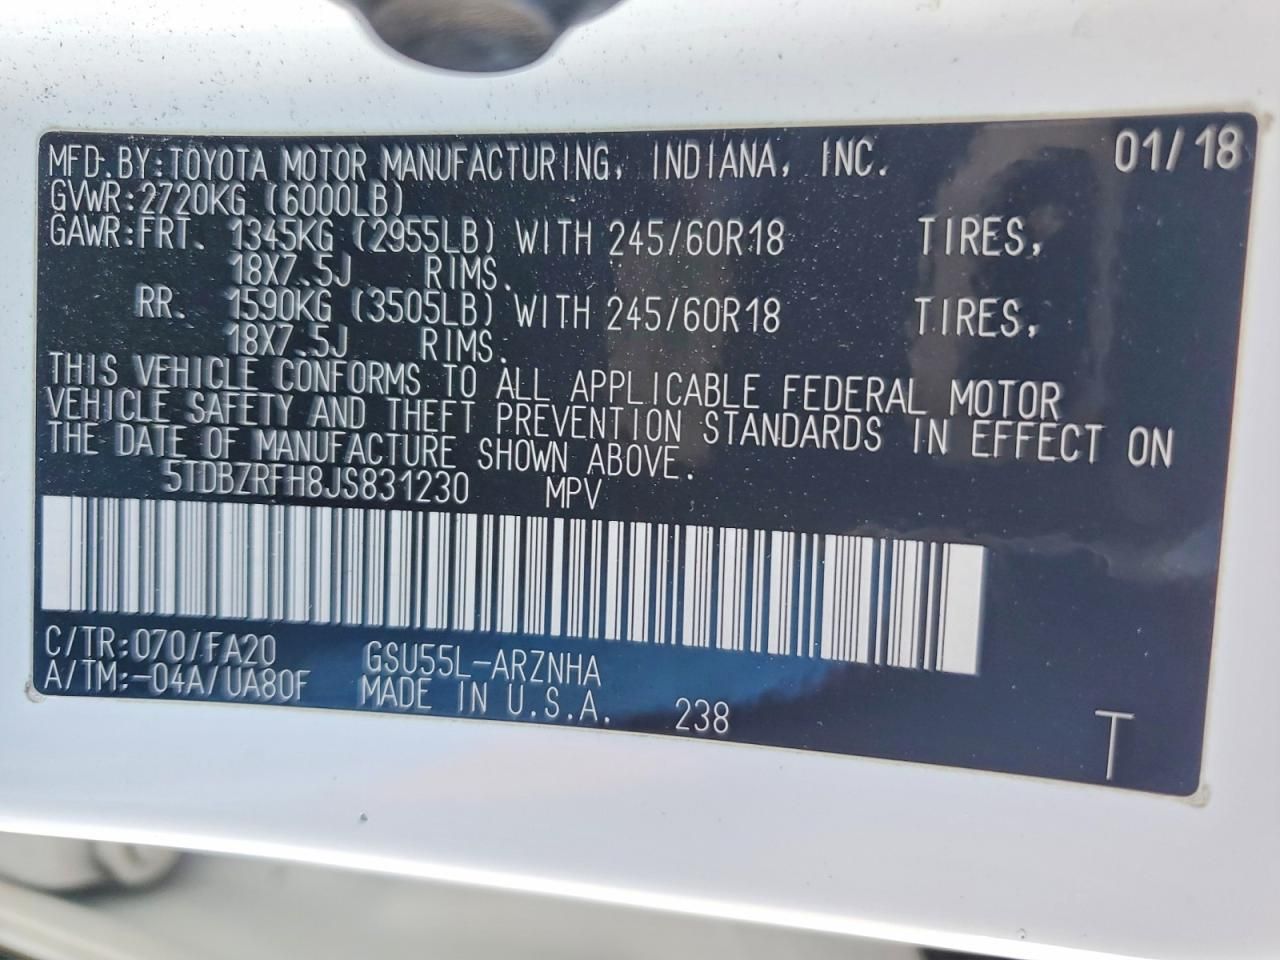 MFD.BY:TOYOTA MOTOR MANUFACTURING, INDIANA, INC. 01/18
GVWR:2720KG (6000LB)
GAWR:FRT. 1345KG (2955LB) WITH 245/60R18 TIRES,
18X7.5J RIMS.
RR. 1590KG (3505LB) WITH 245/60R18 TIRES,
18X7.5J RIMS.
THIS VEHICLE CONFORMS TO ALL APPLICABLE FEDERAL MOTOR
VEHICLE SAFETY AND THEFT PREVENTION STANDARDS IN EFFECT ON
THE DATE OF MANUFACTURE SHOWN ABOVE.
5TDBZRFH8JS831230 MPV
C/TR:070/FA20 GSU55L-ARZNHA
A/TM:-04A/UA80F MADE IN U.S.A. 238
T